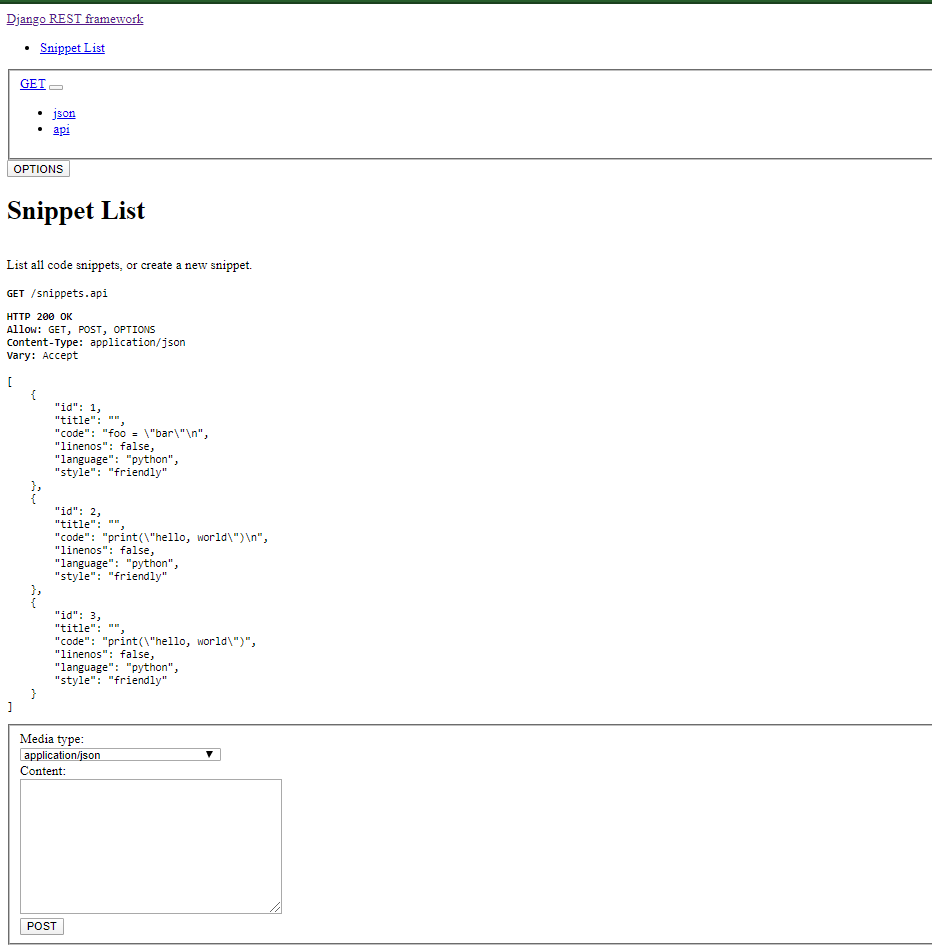 Django REST framework
Snippet List
GET
json
api
OPTIONS
Snippet List
List all code snippets, or create a new snippet.
GET /snippets.api
HTTP 200 OK
Allow: GET, POST, OPTIONS
Content-Type: application/json
Vary: Accept
[
    {
        "id": 1,
        "title": "",
        "code": "foo = \"bar\"\n",
        "linenos": false,
        "language": "python",
        "style": "friendly"
    },
    {
        "id": 2,
        "title": "",
        "code": "print(\"hello, world\")\n",
        "linenos": false,
        "language": "python",
        "style": "friendly"
    },
    {
        "id": 3,
        "title": "",
        "code": "print(\"hello, world\")",
        "linenos": false,
        "language": "python",
        "style": "friendly"
    }
]
Media type:
application/json
Content:
POST